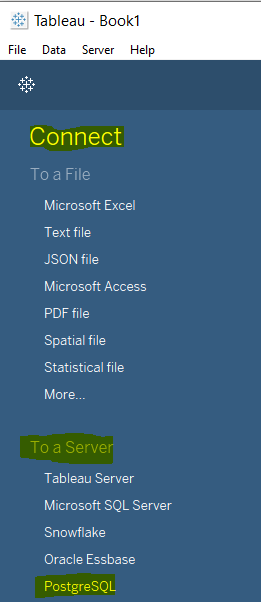 Tableau - Book1
File Data Server Help
Connect
To a File
Microsoft Excel
Text file
JSON file
Microsoft Access
PDF file
Spatial file
Statistical file
More...
To a Server
Tableau Server
Microsoft SQL Server
Snowflake
Oracle Essbase
PostgreSQL